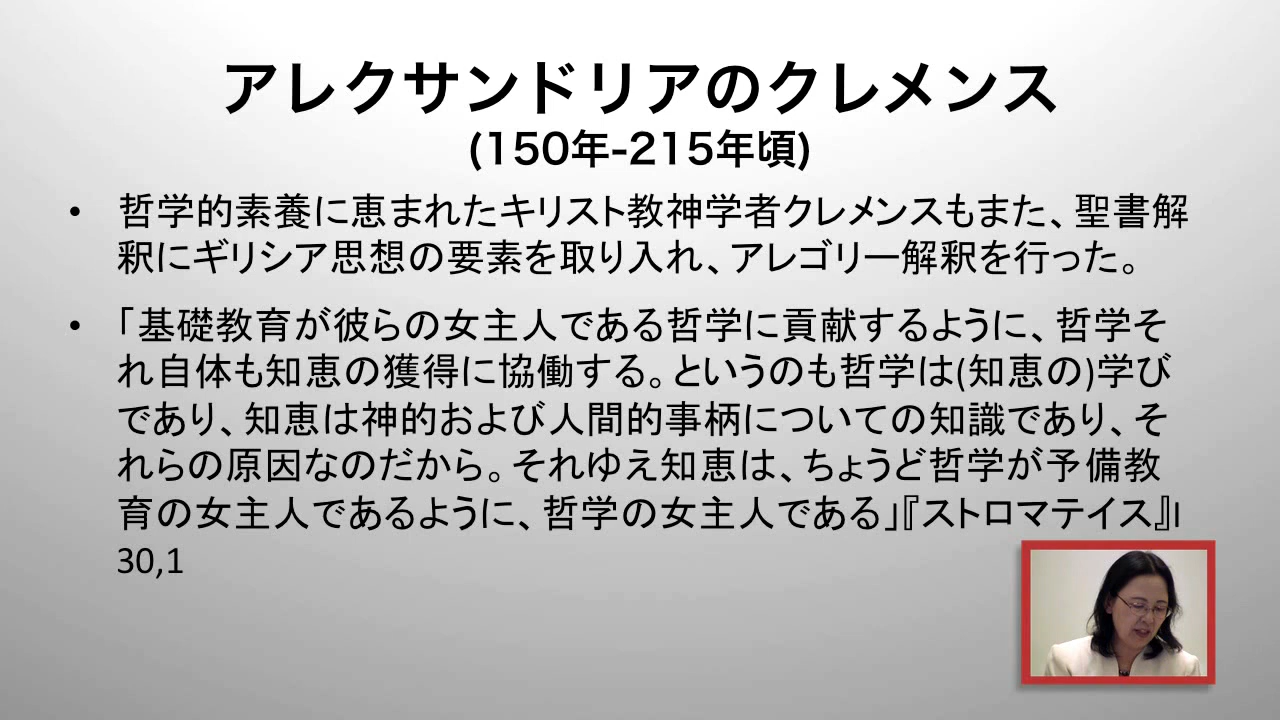 アレクサンドリアのクレメンス
(150年-215年頃)
• 哲学的素養に恵まれたキリスト教神学者クレメンスもまた、聖書解
釈にギリシア思想の要素を取り入れ、アレゴリー解釈を行った。
• 「基礎教育が彼らの女主人である哲学に貢献するように、哲学そ
れ自体も知恵の獲得に協働する。というのも哲学は(知恵の)学び
であり、知恵は神的および人間的事柄についての知識であり、そ
れらの原因なのだから。それゆえ知恵は、ちょうど哲学が予備教
育の女主人であるように、哲学の女主人である」『ストロマテイス』I
30,1